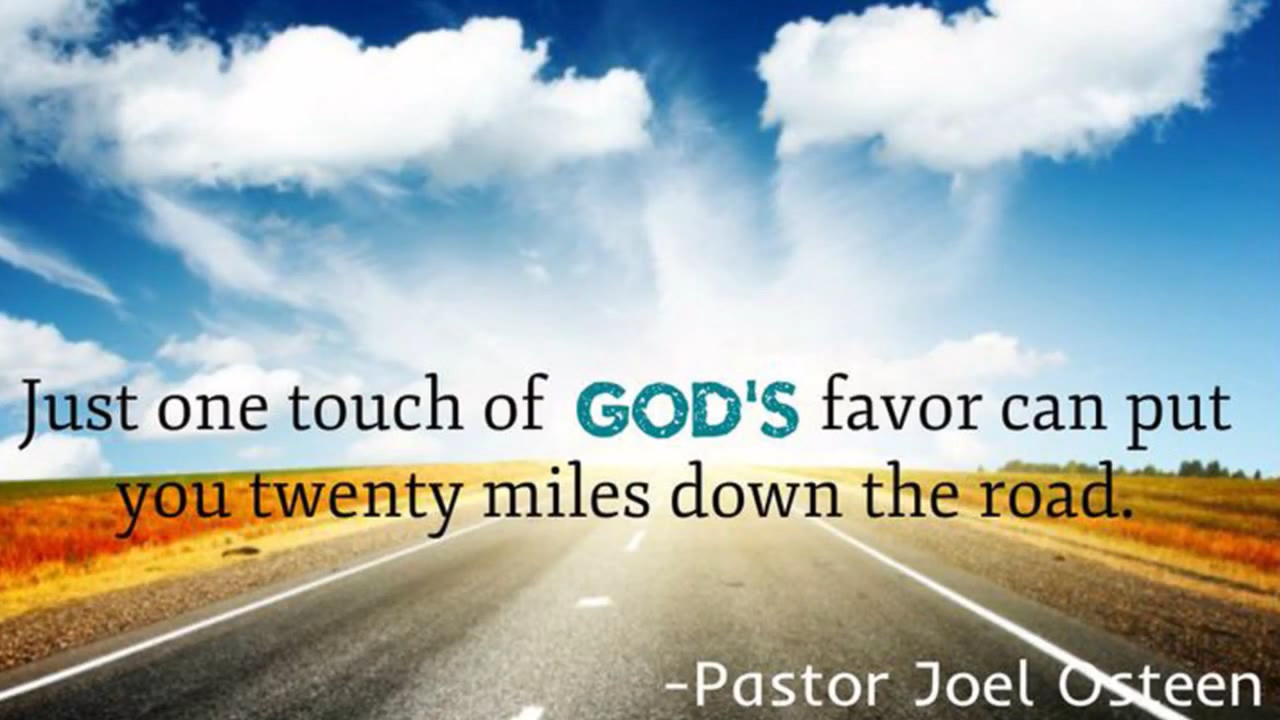 Just one touch of GOD'S favor can put
you twenty miles down the road.
-Pastor Joel Osteen